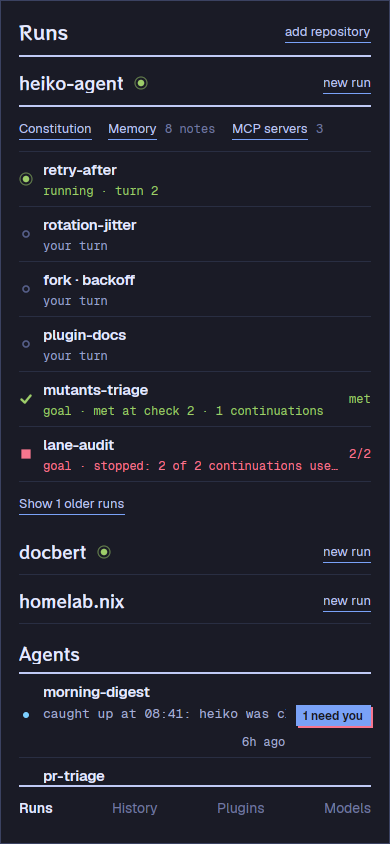 Runs add repository
heiko-agent new run
Constitution Memory 8 notes MCP servers 3
retry-after
running · turn 2
rotation-jitter
your turn
fork · backoff
your turn
plugin-docs
your turn
mutants-triage
goal · met at check 2 · 1 continuations met
lane-audit
goal · stopped: 2 of 2 continuations use… 2/2
Show 1 older runs
docbert new run
homelab.nix new run
Agents
morning-digest
caught up at 08:41: heiko was c 1 need you
6h ago
pr-triage
Runs History Plugins Models